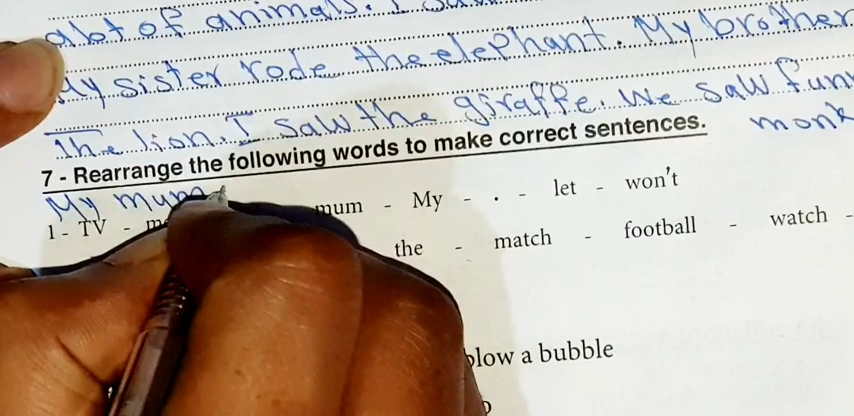 alot of animals. I
My sister rode the elephant. My brother
The lion. I saw the giraffe. We saw funn
monk
7 - Rearrange the following words to make correct sentences.
My mum
1 - TV - m mum - My - . - let - won't
the - match - football - watch -
blow a bubble